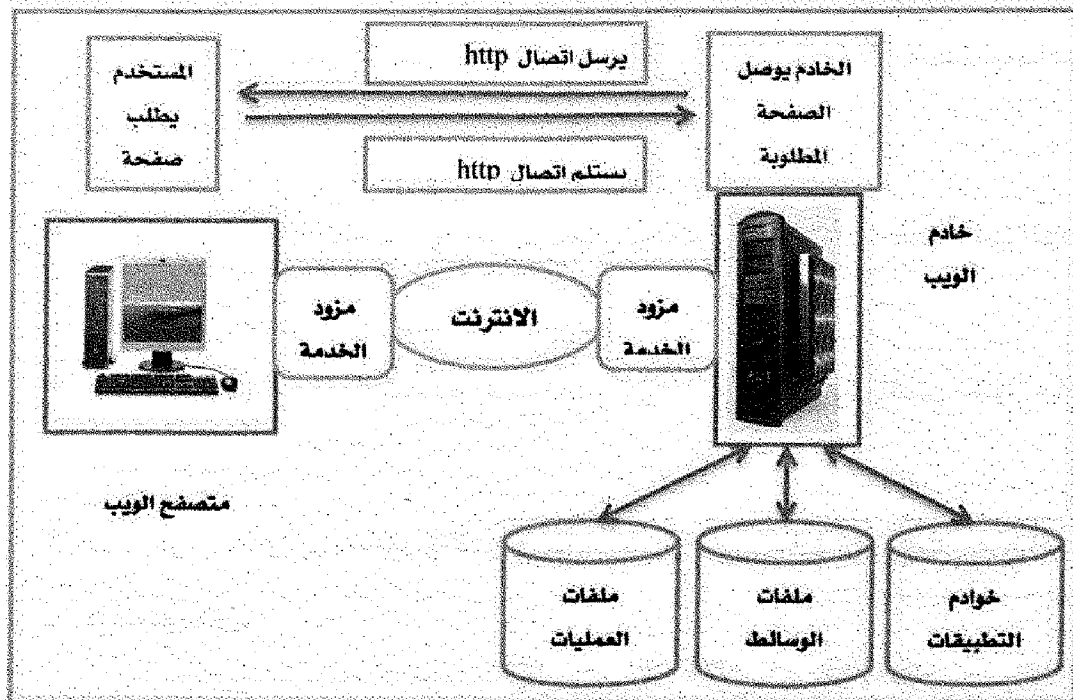 المستخدم
يطلب
صفحة
يرسل اتصال http
يستلم اتصال http
الخادم يوصل
الصفحة
المطلوبة
خادم
الويب
مزود
الخدمة
الانترنت
مزود
الخدمة
متصفح الويب
خوادم
التطبيقات
ملفات
الوسائط
ملفات
العمليات